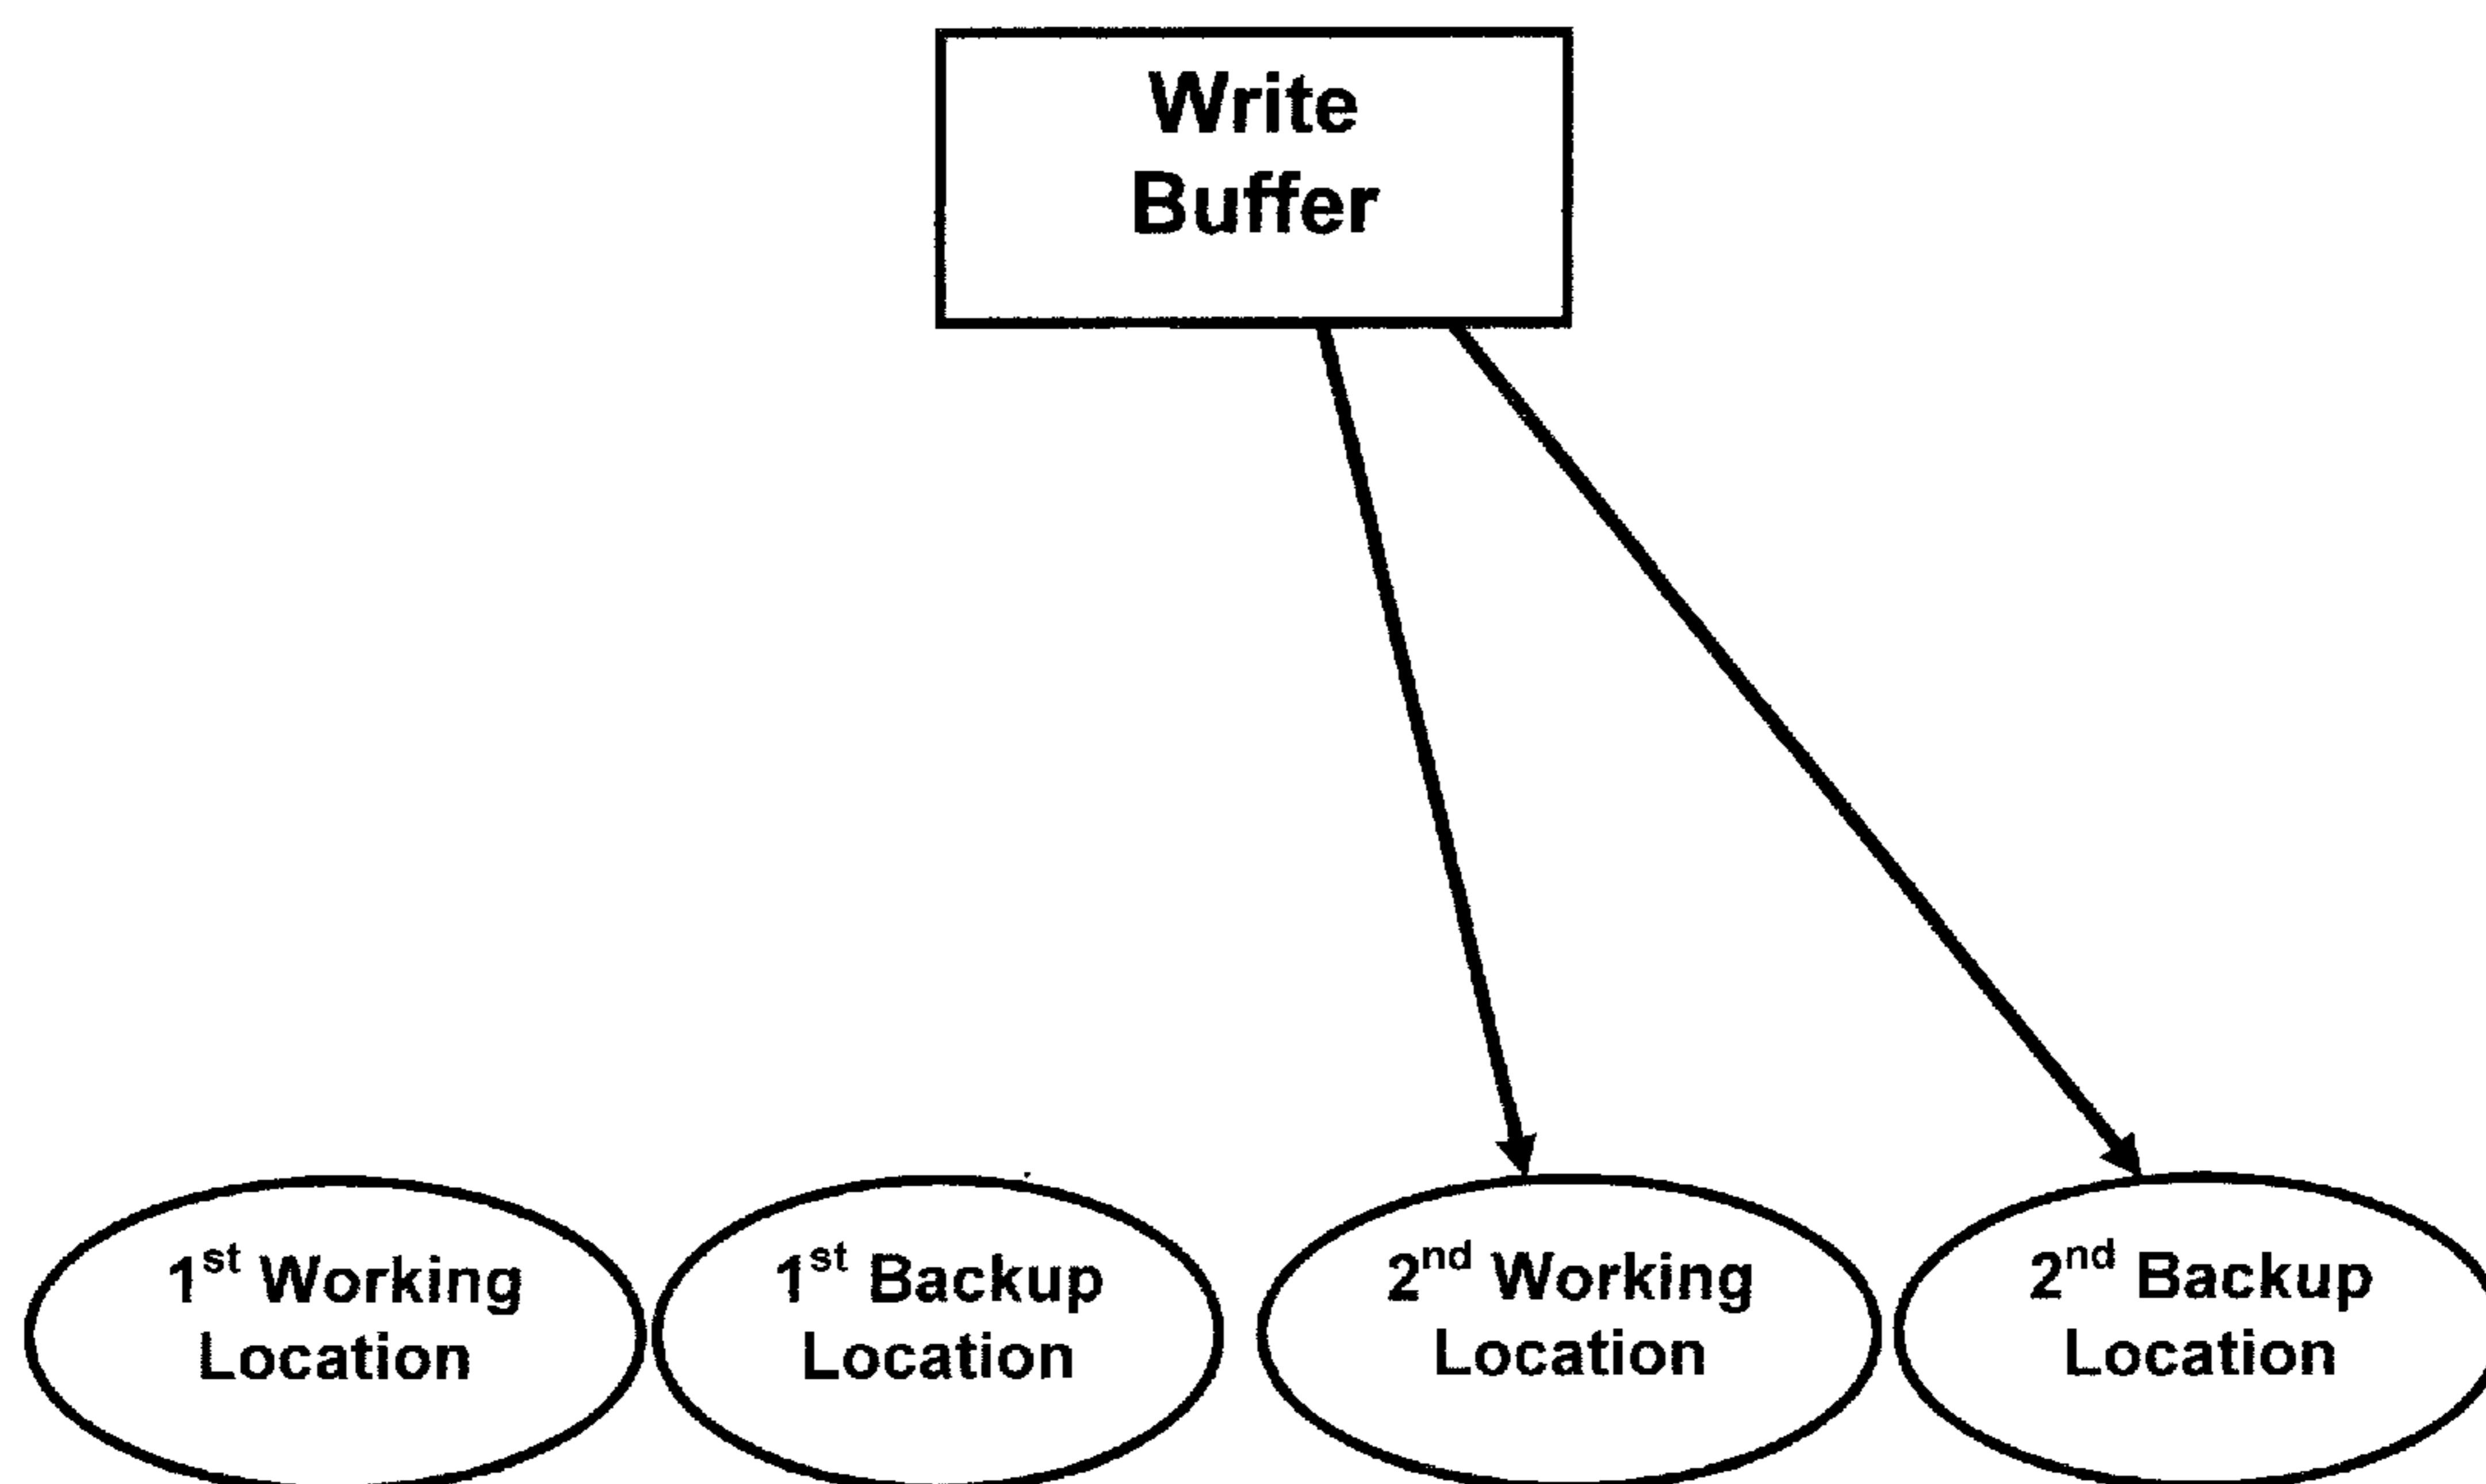 Write
Buffer
1st Working
Location
1st Backup
Location
2nd Working
Location
2nd Backup
Location